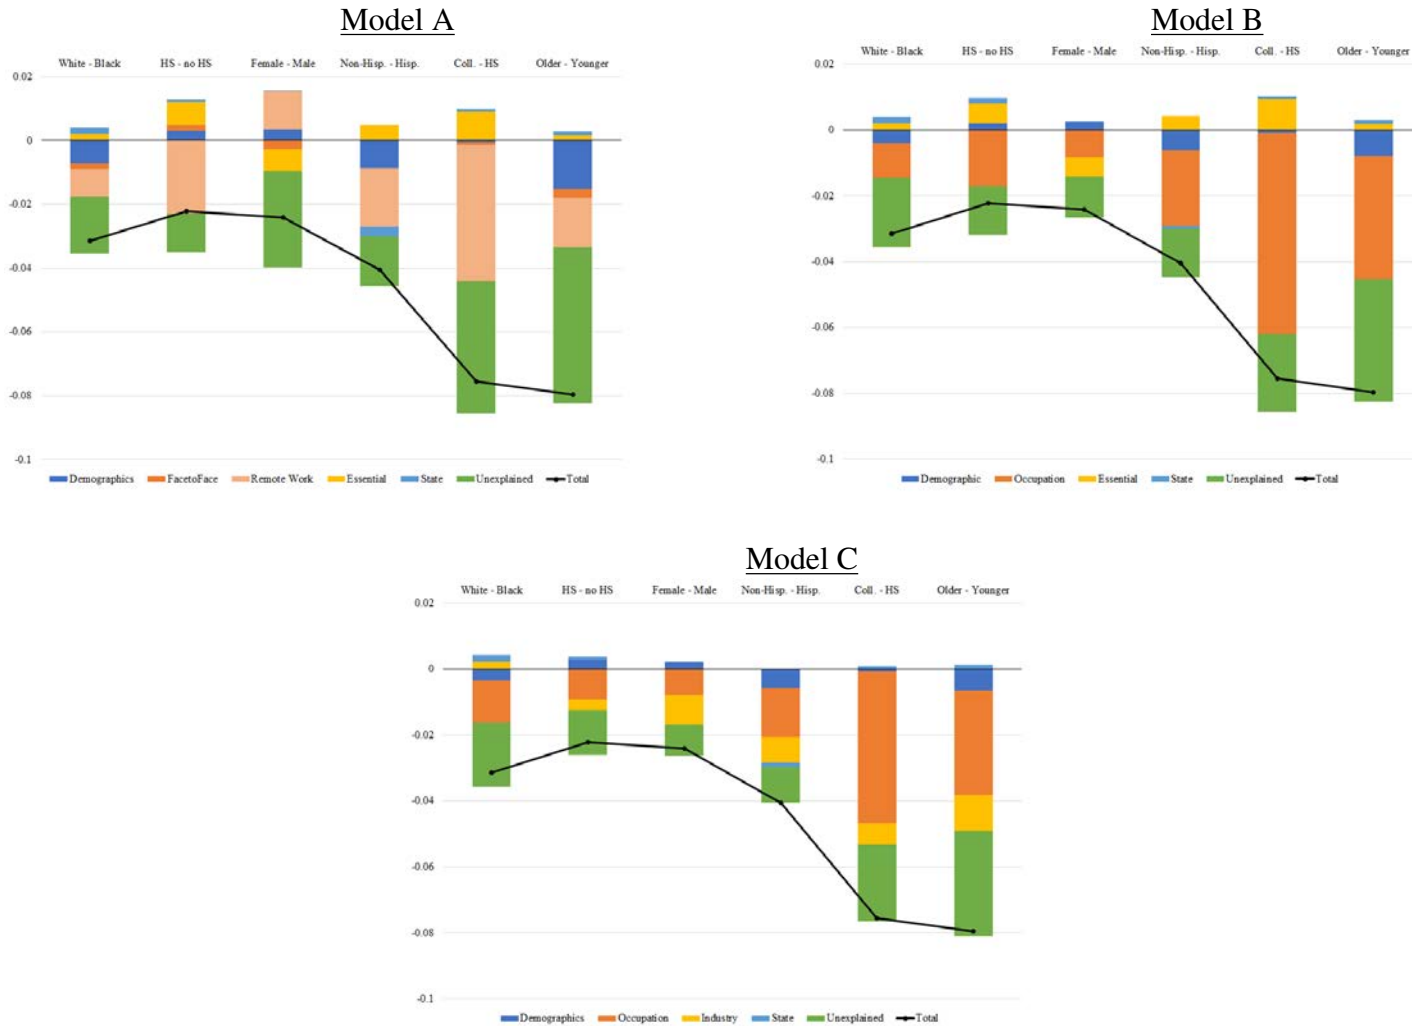 Model A
White - Black HS - no HS Female - Male Non-Hisp. - Hisp. Coll. - HS Older - Younger
0.02
0
-0.02
-0.04
-0.06
-0.08
-0.1
Demographics FacetoFace Remote Work Essential State Unexplained Total
Model B
White - Black HS - no HS Female - Male Non-Hisp. - Hisp. Coll. - HS Older - Younger
0.02
0
-0.02
-0.04
-0.06
-0.08
-0.1
Demographic Occupation Essential State Unexplained Total
Model C
White - Black HS - no HS Female - Male Non-Hisp. - Hisp. Coll. - HS Older - Younger
0.02
0
-0.02
-0.04
-0.06
-0.08
-0.1
Demographics Occupation Industry State Unexplained Total